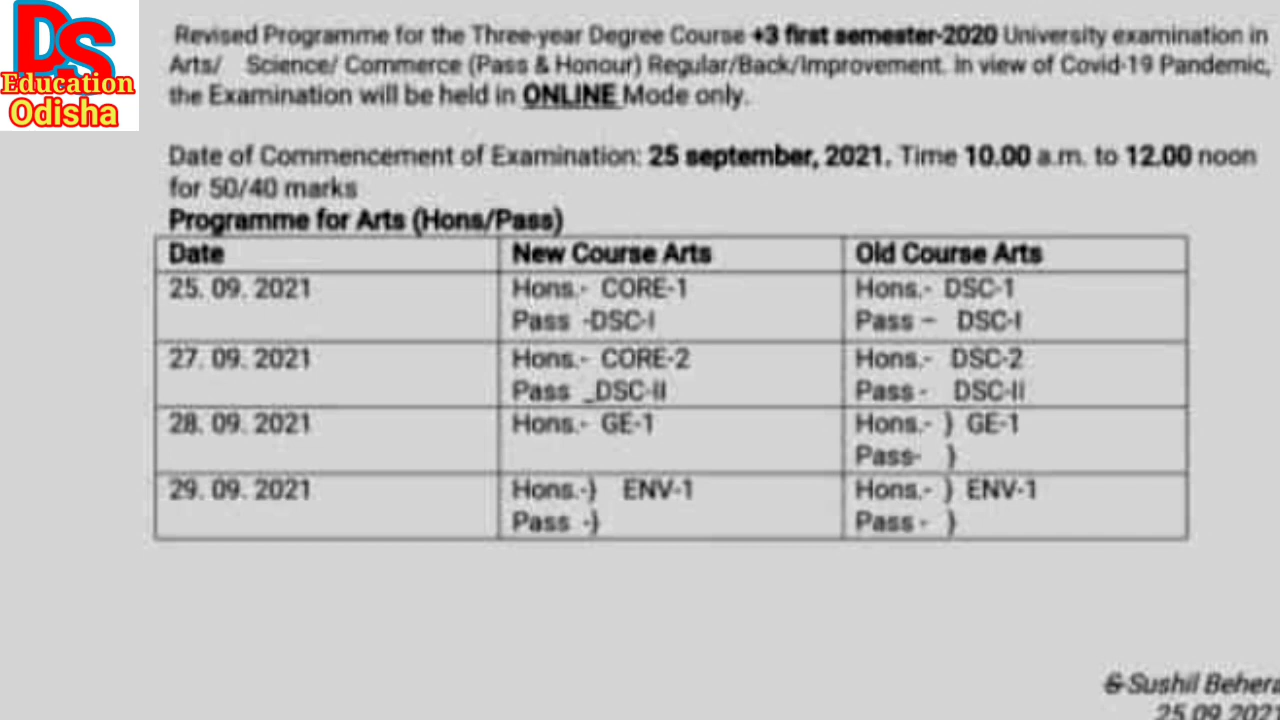 DS
Education
Odisha
Revised Programme for the Three-year Degree Course +3 first semester-2020 University examination in
Arts/ Science/ Commerce (Pass & Honour) Regular/Back/Improvement. In view of Covid-19 Pandemic,
the Examination will be held in ONLINE Mode only.
Date of Commencement of Examination: 25 september, 2021. Time 10.00 a.m. to 12.00 noon
for 50/40 marks
Programme for Arts (Hons/Pass)
Date New Course Arts Old Course Arts
25. 09. 2021 Hons.- CORE-1 Hons.- DSC-1
Pass -DSC-I Pass – DSC-I
27. 09. 2021 Hons.- CORE-2 Hons.- DSC-2
Pass _DSC-II Pass - DSC-II
28. 09. 2021 Hons.- GE-1 Hons.- } GE-1
Pass- }
29. 09. 2021 Hons.-} ENV-1 Hons.- } ENV-1
Pass -} Pass - }
Sushil Behera
25.09.2021